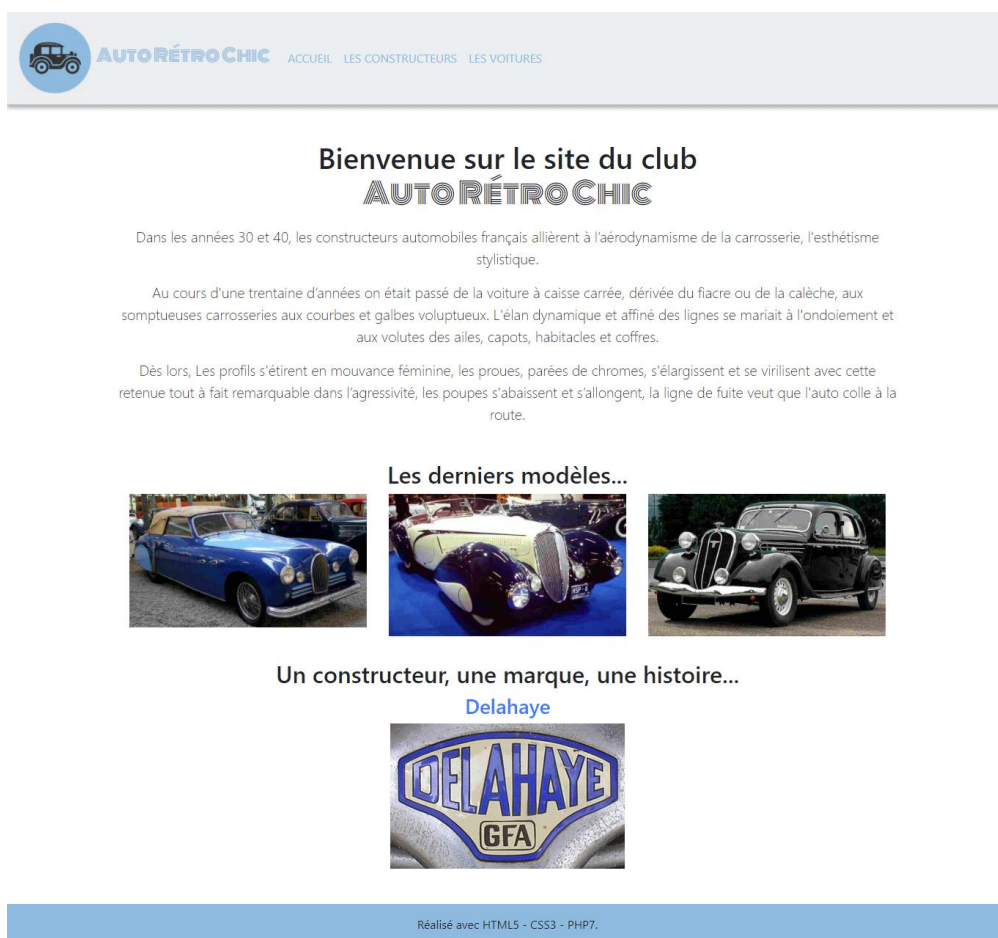 AUTO RÉTRO CHIC ACCUEIL LES CONSTRUCTEURS LES VOITURES
Bienvenue sur le site du club
AUTO RÉTRO CHIC
Dans les années 30 et 40, les constructeurs automobiles français allièrent à l'aérodynamisme de la carrosserie, l'esthétisme
stylistique.
Au cours d'une trentaine d'années on était passé de la voiture à caisse carrée, dérivée du fiacre ou de la calèche, aux
somptueuses carrosseries aux courbes et galbes voluptueux. L'élan dynamique et affiné des lignes se mariait à l'ondoiement et
aux volutes des ailes, capots, habitacles et coffres.
Dès lors, Les profils s'étirent en mouvance féminine, les proues, parées de chromes, s'élargissent et se virilisent avec cette
retenue tout à fait remarquable dans l'agressivité, les poupes s'abaissent et s'allongent, la ligne de fuite veut que l'auto colle à la
route.
Les derniers modèles...
Un constructeur, une marque, une histoire...
Delahaye
DELAHAYE
GFA
Réalisé avec HTML5 - CSS3 - PHP7.